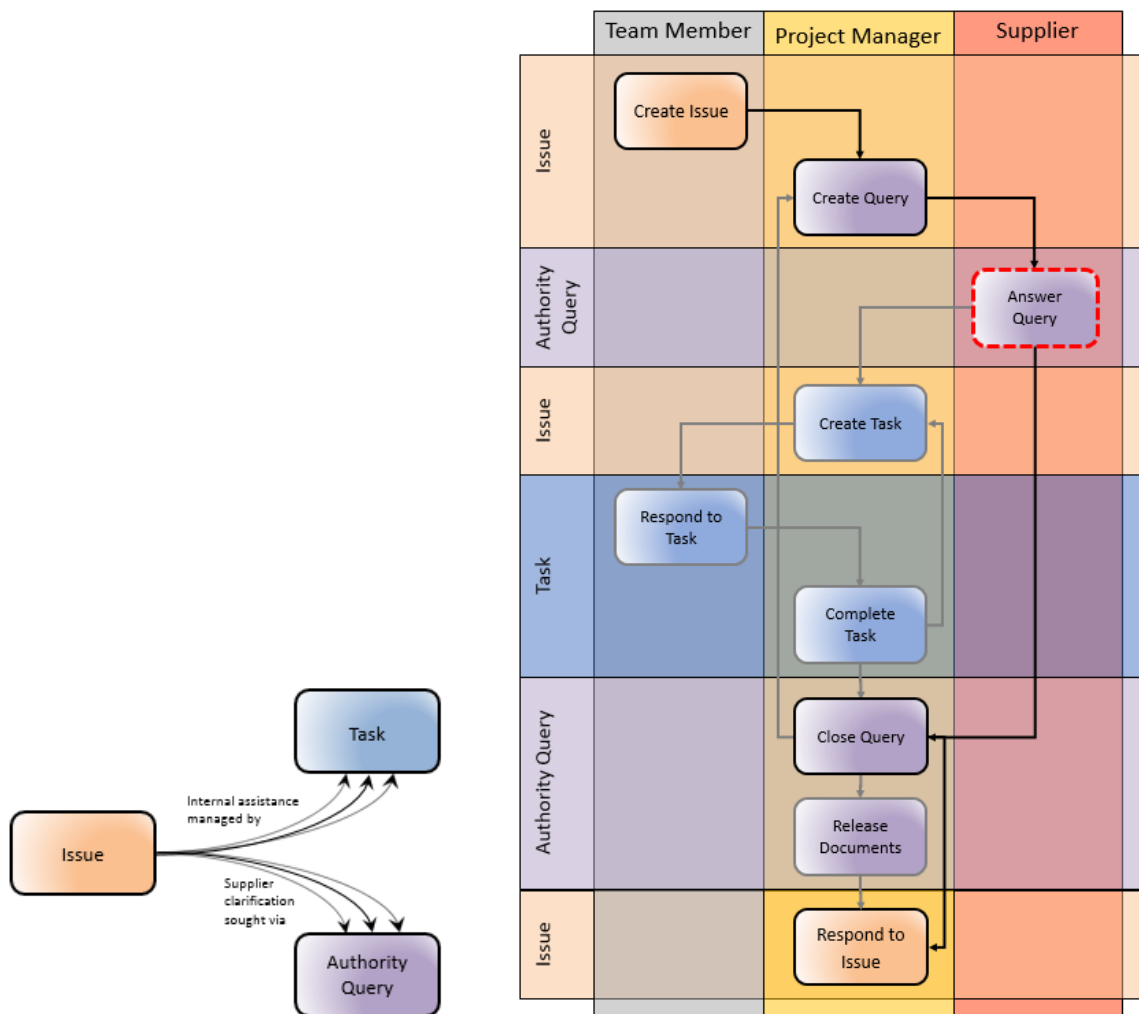 Team Member
Project Manager
Supplier
Issue
Create Issue
Create Query
Authority
Query
Answer
Query
Issue
Create Task
Task
Respond to
Task
Complete
Task
Authority Query
Close Query
Release
Documents
Issue
Respond to
Issue
Task
Internal assistance
managed by
Issue
Supplier
clarification
sought via
Authority
Query